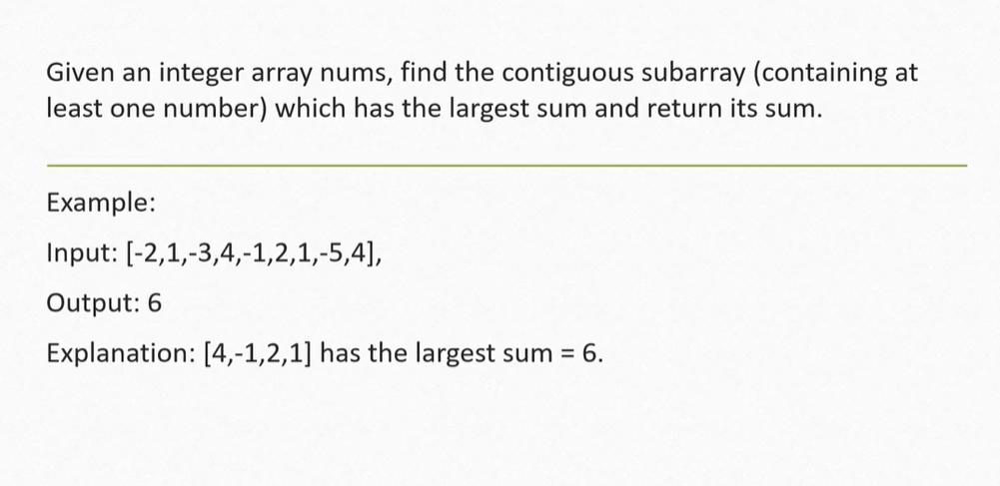 Given an integer array nums, find the contiguous subarray (containing at
least one number) which has the largest sum and return its sum.
Example:
Input: [-2,1,-3,4,-1,2,1,-5,4],
Output: 6
Explanation: [4,-1,2,1] has the largest sum = 6.